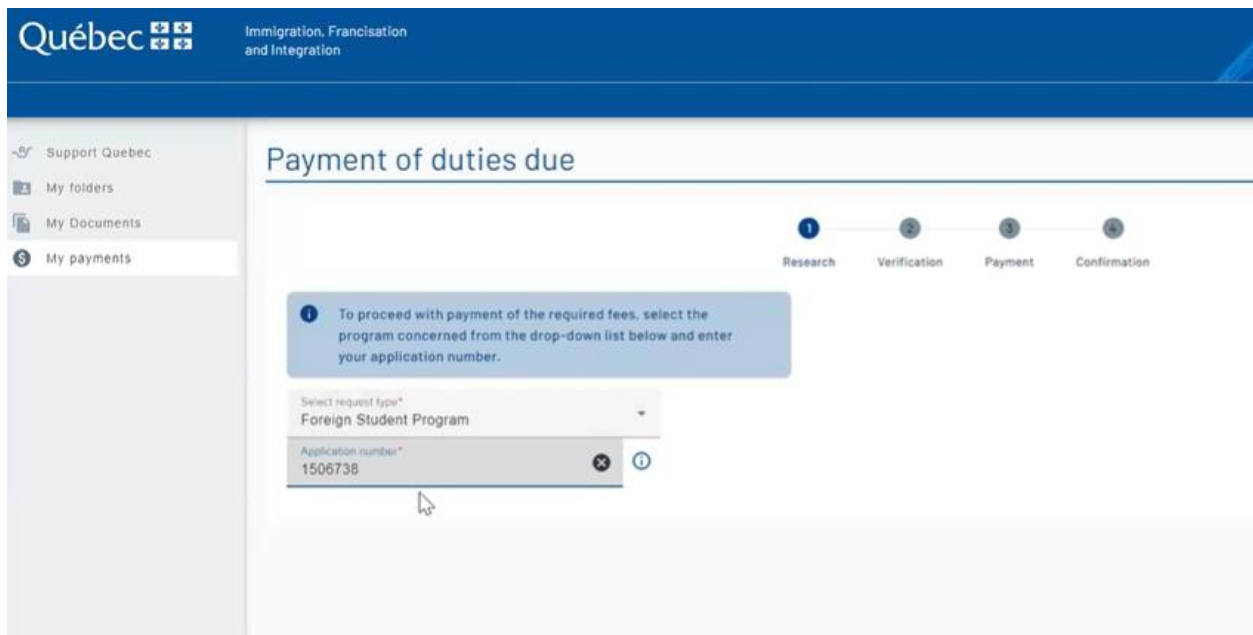 Québec
Immigration, Francisation
and Integration
Support Quebec
My folders
My Documents
My payments
Payment of duties due
1
2
3
4
Research
Verification
Payment
Confirmation
To proceed with payment of the required fees, select the
program concerned from the drop-down list below and enter
your application number.
Select request type*
Foreign Student Program
Application number*
1506738